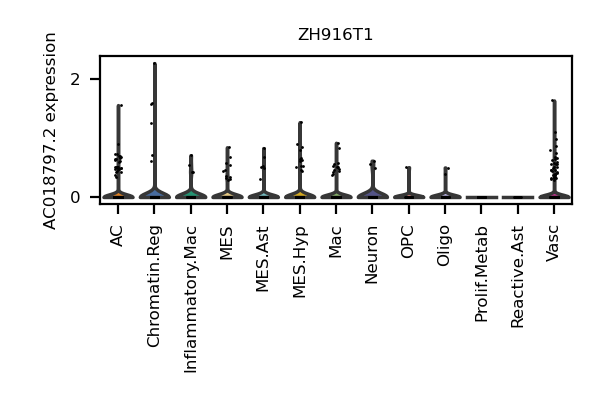 ZH916T1
AC018797.2 expression
2
0
AC
Chromatin.Reg
Inflammatory.Mac
MES
MES.Ast
MES.Hyp
Mac
Neuron
OPC
Oligo
Prolif.Metab
Reactive.Ast
Vasc